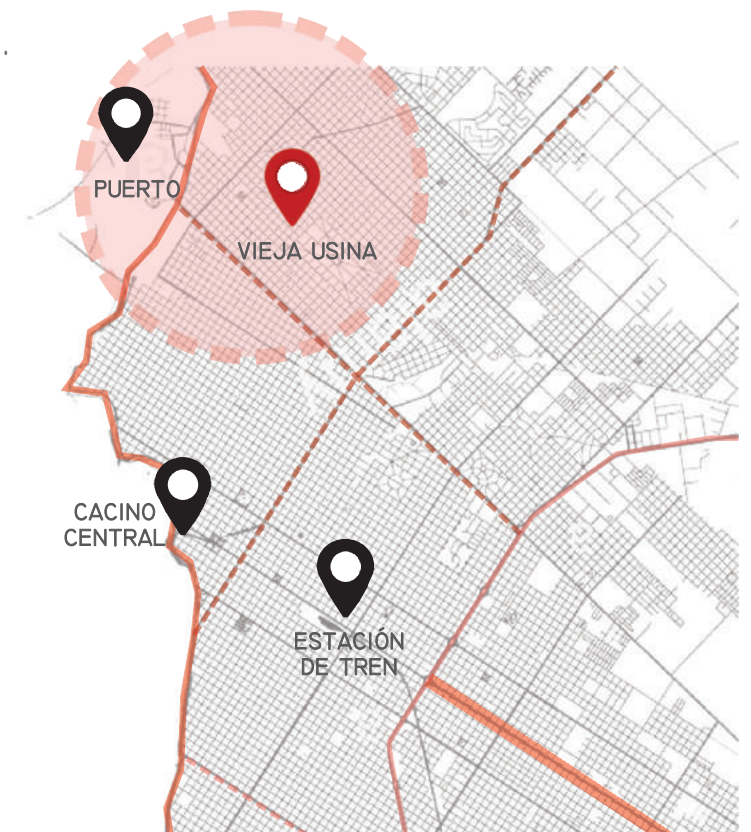 PUERTO
VIEJA USINA
CACINO
CENTRAL
ESTACIÓN
DE TREN